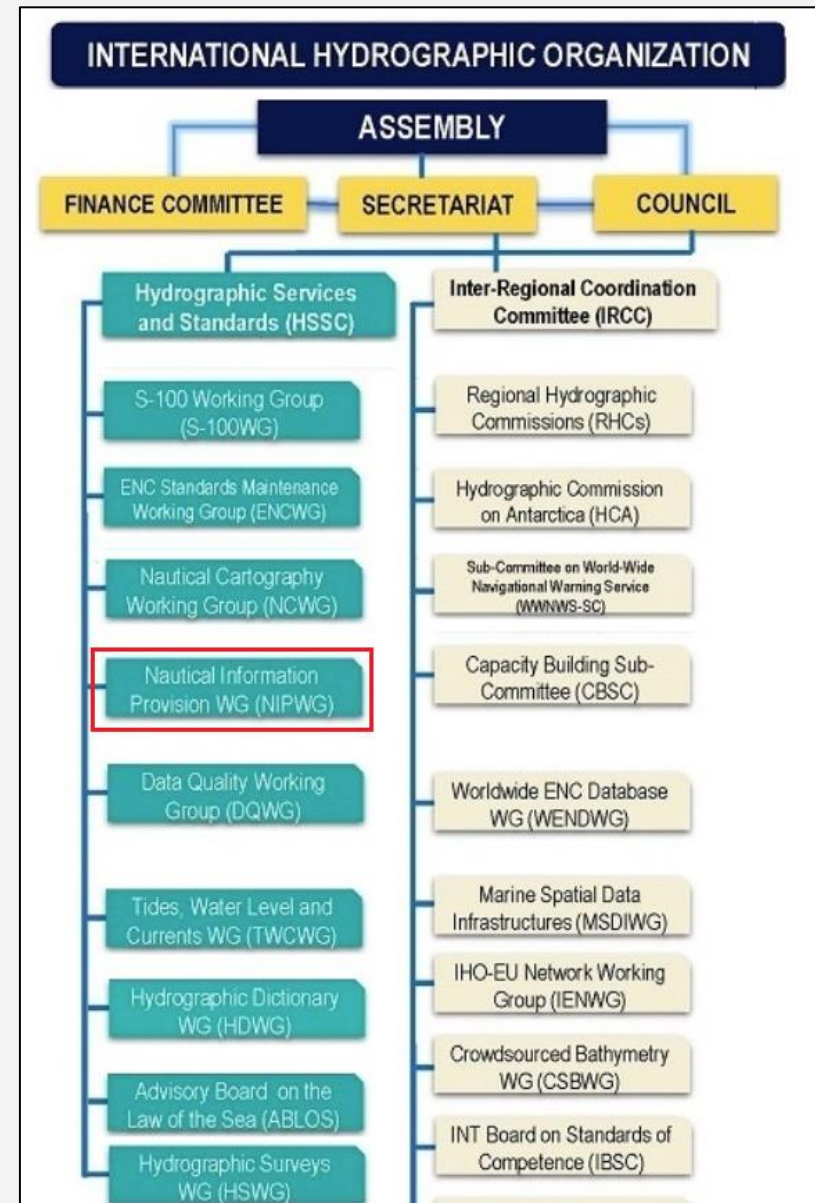 INTERNATIONAL HYDROGRAPHIC ORGANIZATION
ASSEMBLY
FINANCE COMMITTEE
SECRETARIAT
COUNCIL
Hydrographic Services
and Standards (HSSC)
S-100 Working Group
(S-100WG)
ENC Standards Maintenance
Working Group (ENCWG)
Nautical Cartography
Working Group (NCWG)
Nautical Information
Provision WG (NIPWG)
Data Quality Working
Group (DQWG)
Tides, Water Level and
Currents WG (TWCWG)
Hydrographic Dictionary
WG (HDWG)
Advisory Board on the
Law of the Sea (ABLOS)
Hydrographic Surveys
WG (HSWG)
Inter-Regional Coordination
Committee (IRCC)
Regional Hydrographic
Commissions (RHCs)
Hydrographic Commission
on Antarctica (HCA)
Sub-Committee on World-Wide
Navigational Warning Service
(WWNWS-SC)
Capacity Building Sub-
Committee (CBSC)
Worldwide ENC Database
WG (WENDWG)
Marine Spatial Data
Infrastructures (MSDIWG)
IHO-EU Network Working
Group (IENWG)
Crowdsourced Bathymetry
WG (CSBWG)
INT Board on Standards of
Competence (IBSC)